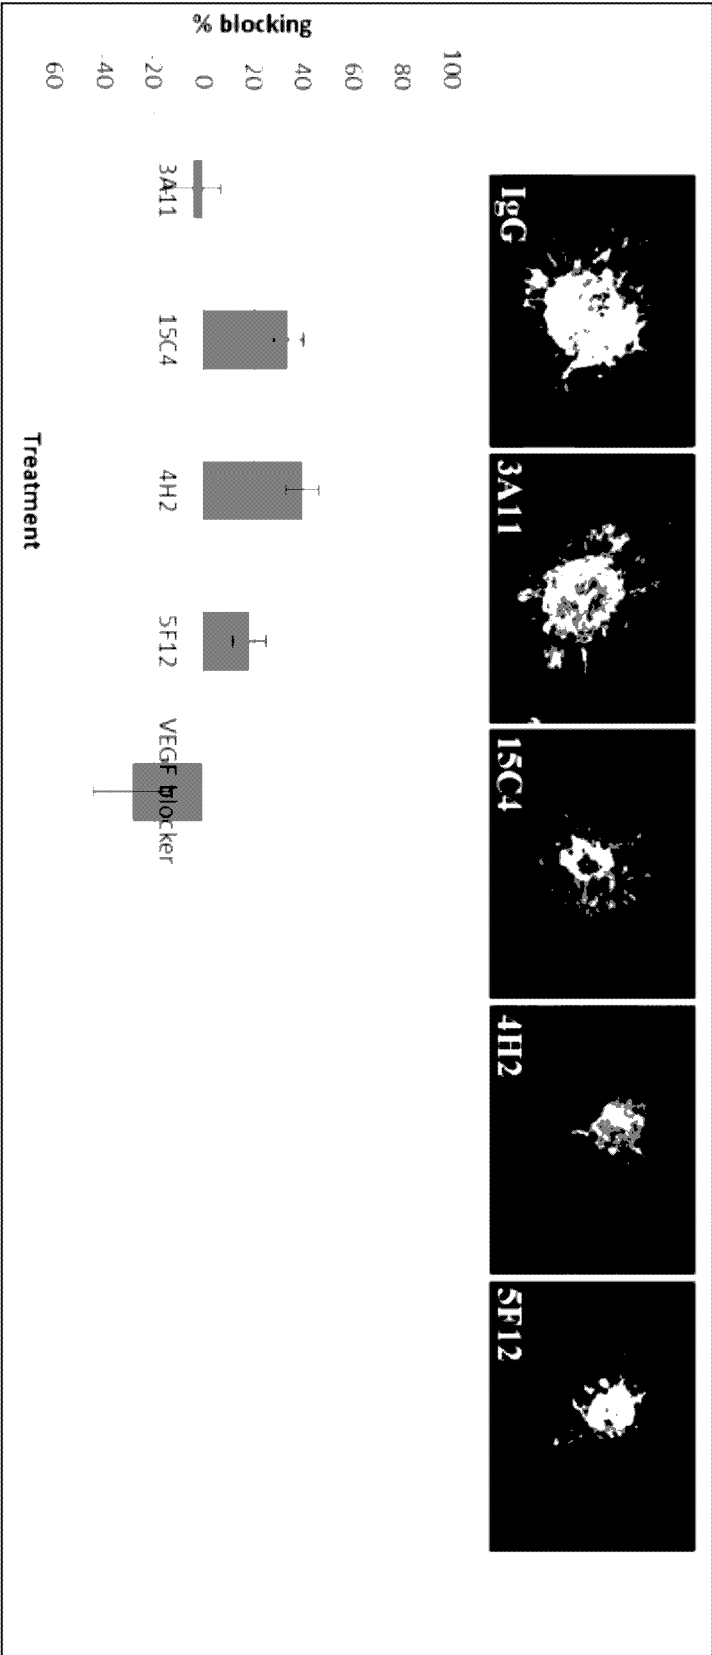 IgG
3A11
15C4
4H2
5F12
% blocking
100
80
60
40
20
0
-20
-40
-60
3A11
15C4
4H2
5F12
VEGF blocker
Treatment